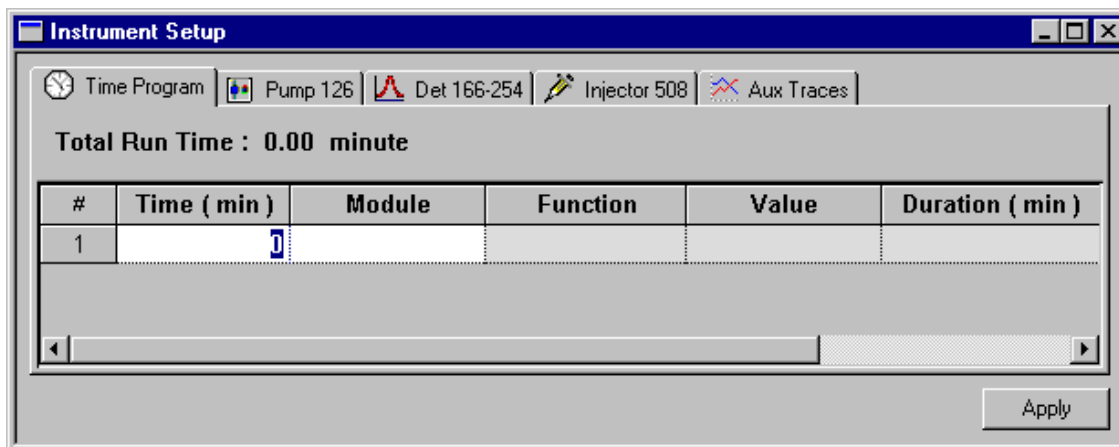 Instrument Setup
Time Program Pump 126 Det 166-254 Injector 508 Aux Traces
Total Run Time : 0.00 minute
# Time ( min ) Module Function Value Duration ( min )
1 0
Apply